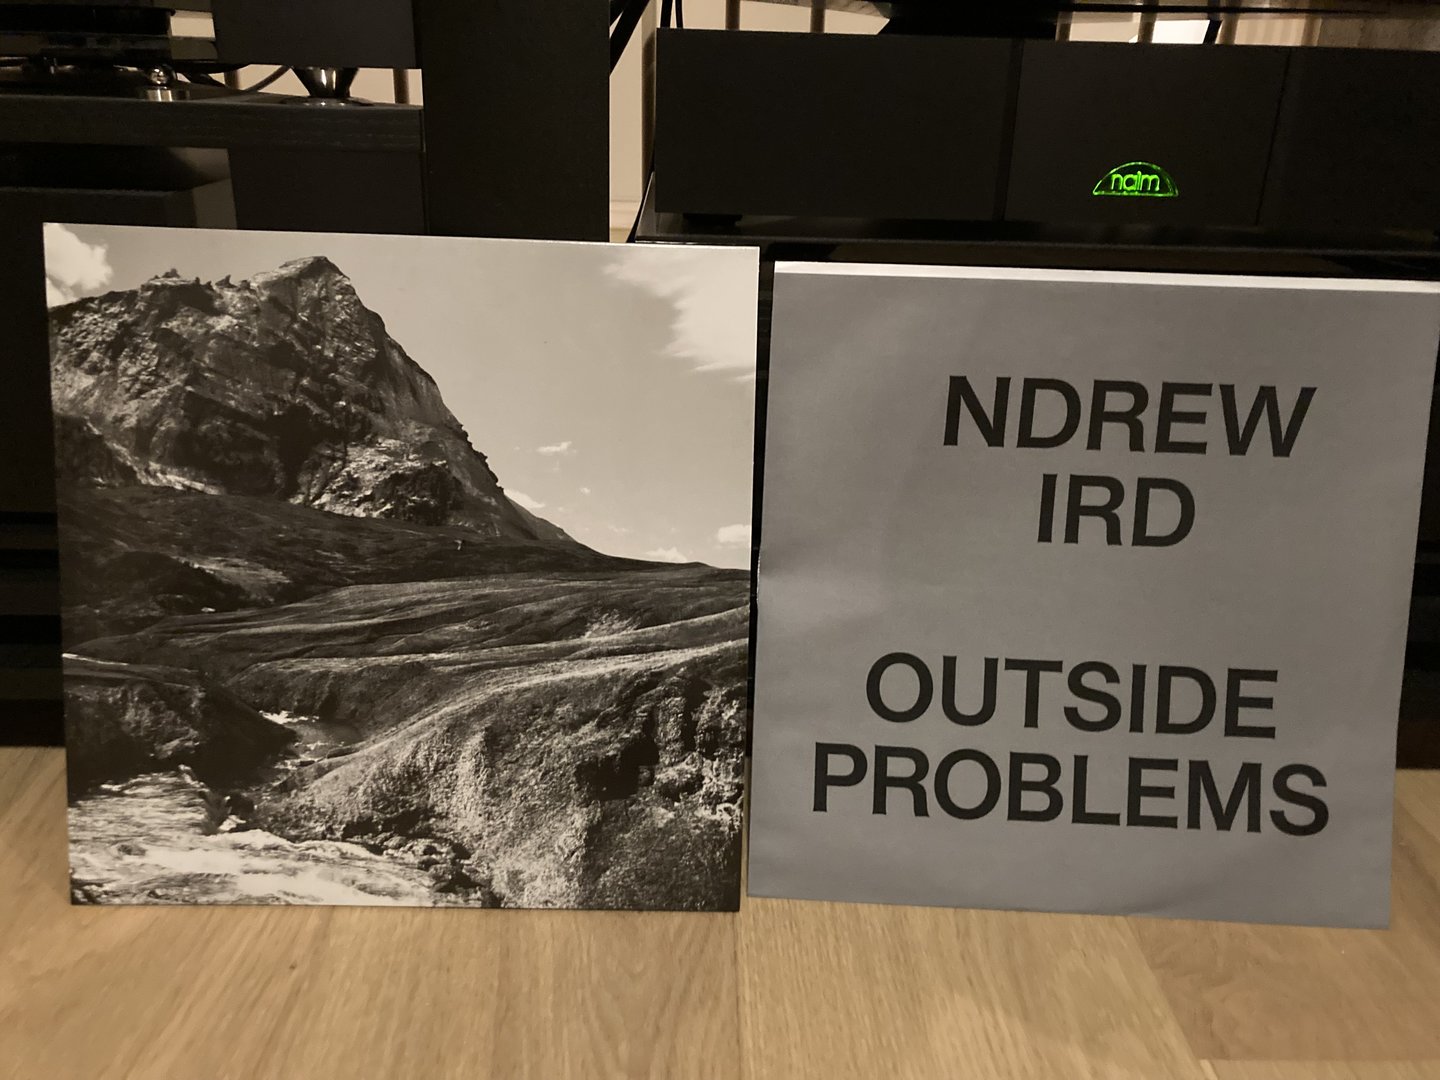 naim
NDREW
IRD
OUTSIDE
PROBLEMS